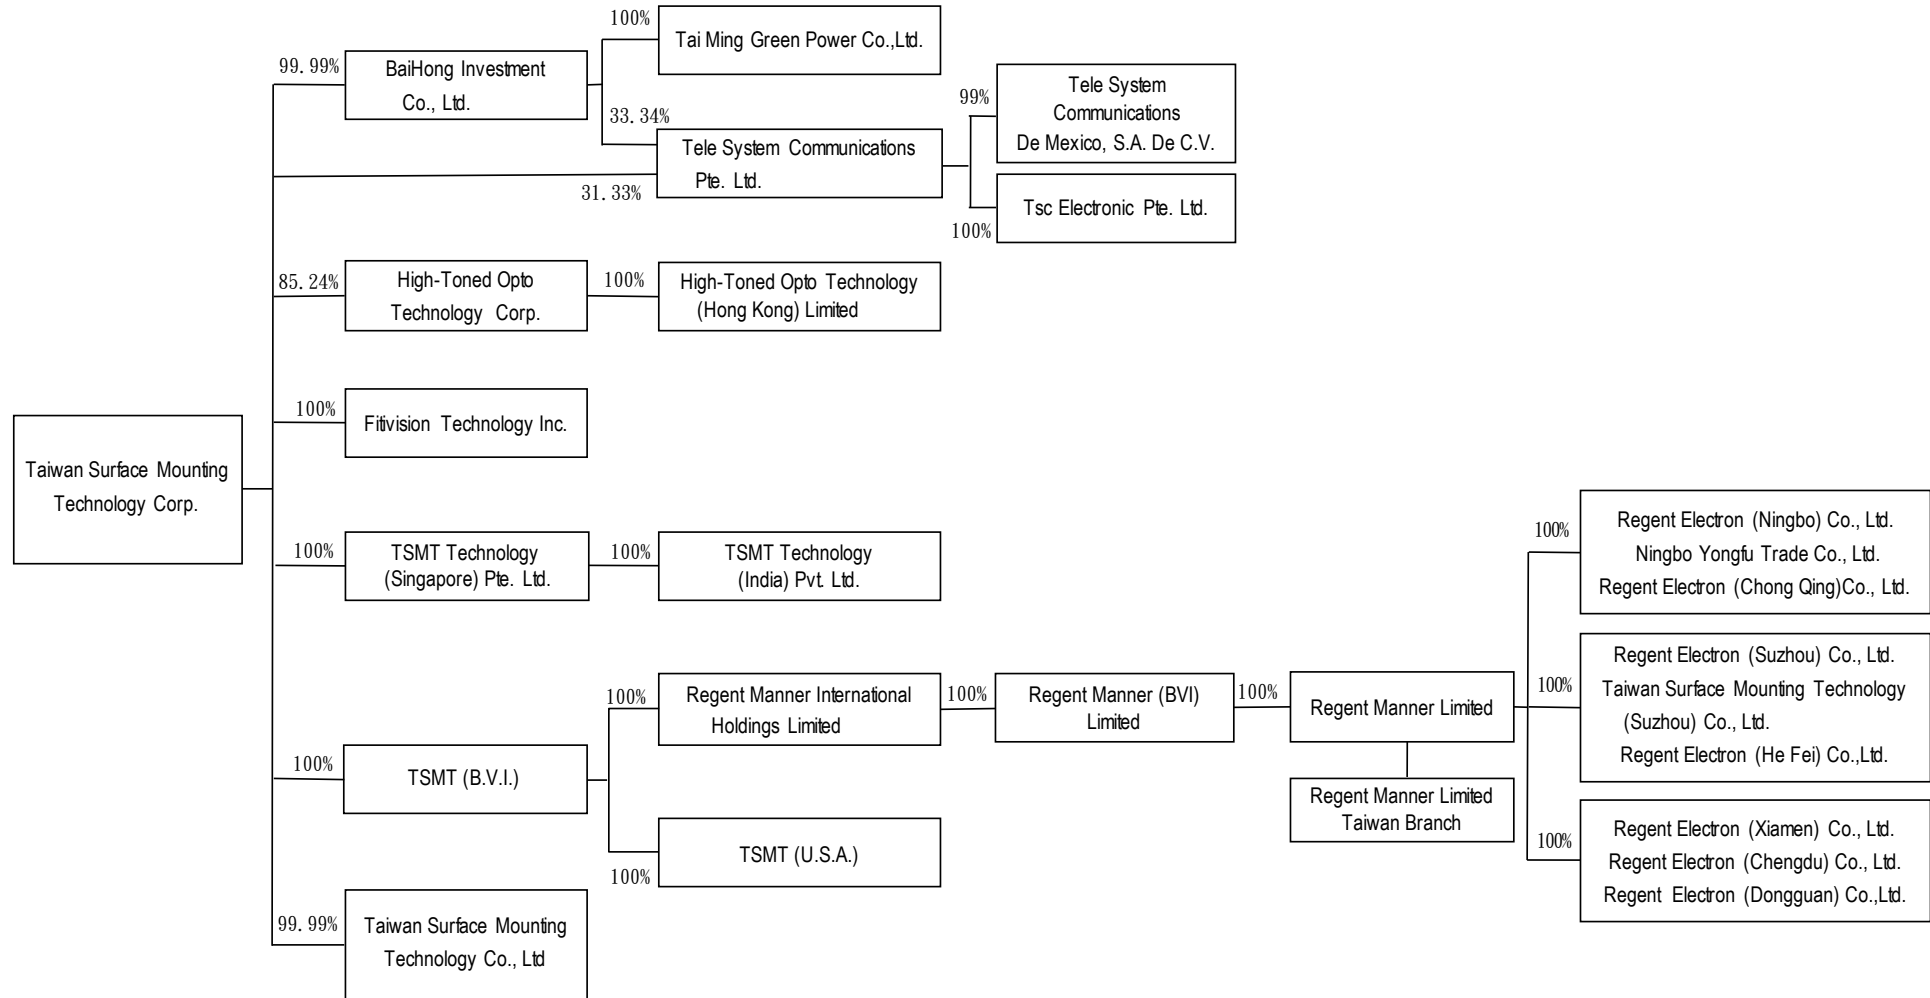 100%
Tai Ming Green Power Co.,Ltd.
99.99%
BaiHong Investment
Co., Ltd.
33.34%
Tele System Communications
Pte. Ltd.
31.33%
99%
Tele System
Communications
De Mexico, S.A. De C.V.
Tsc Electronic Pte. Ltd.
100%
85.24%
High-Toned Opto
Technology Corp.
100%
High-Toned Opto Technology
(Hong Kong) Limited
100%
Fitivision Technology Inc.
Taiwan Surface Mounting
Technology Corp.
100%
TSMT Technology
(Singapore) Pte. Ltd.
100%
TSMT Technology
(India) Pvt. Ltd.
100%
TSMT (B.V.I.)
100%
Regent Manner International
Holdings Limited
100%
Regent Manner (BVI)
Limited
100%
Regent Manner Limited
Regent Manner Limited
Taiwan Branch
100%
TSMT (U.S.A.)
100%
Regent Electron (Ningbo) Co., Ltd.
Ningbo Yongfu Trade Co., Ltd.
Regent Electron (Chong Qing)Co., Ltd.
100%
Regent Electron (Suzhou) Co., Ltd.
Taiwan Surface Mounting Technology
(Suzhou) Co., Ltd.
Regent Electron (He Fei) Co.,Ltd.
100%
Regent Electron (Xiamen) Co., Ltd.
Regent Electron (Chengdu) Co., Ltd.
Regent Electron (Dongguan) Co.,Ltd.
99.99%
Taiwan Surface Mounting
Technology Co., Ltd